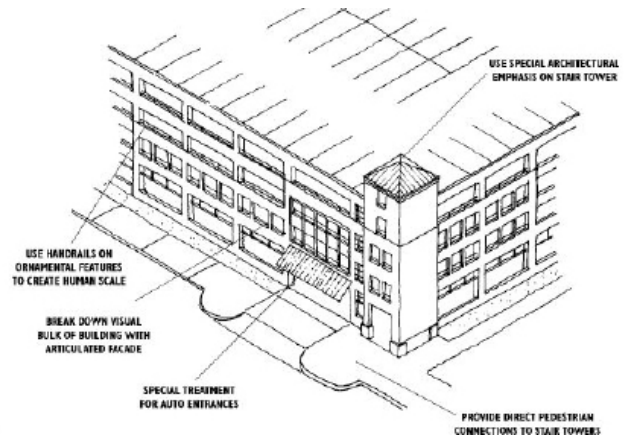 USE SPECIAL ARCHITECTURAL
EMPHASIS ON STAIR TOWER
USE HANDRAILS ON
ORNAMENTAL FEATURES
TO CREATE HUMAN SCALE
BREAK DOWN VISUAL
BULK OF BUILDING WITH
ARTICULATED FACADE
SPECIAL TREATMENT
FOR AUTO ENTRANCES
PROVIDE DIRECT PEDESTRIAN
CONNECTIONS TO STAIR TOWERS